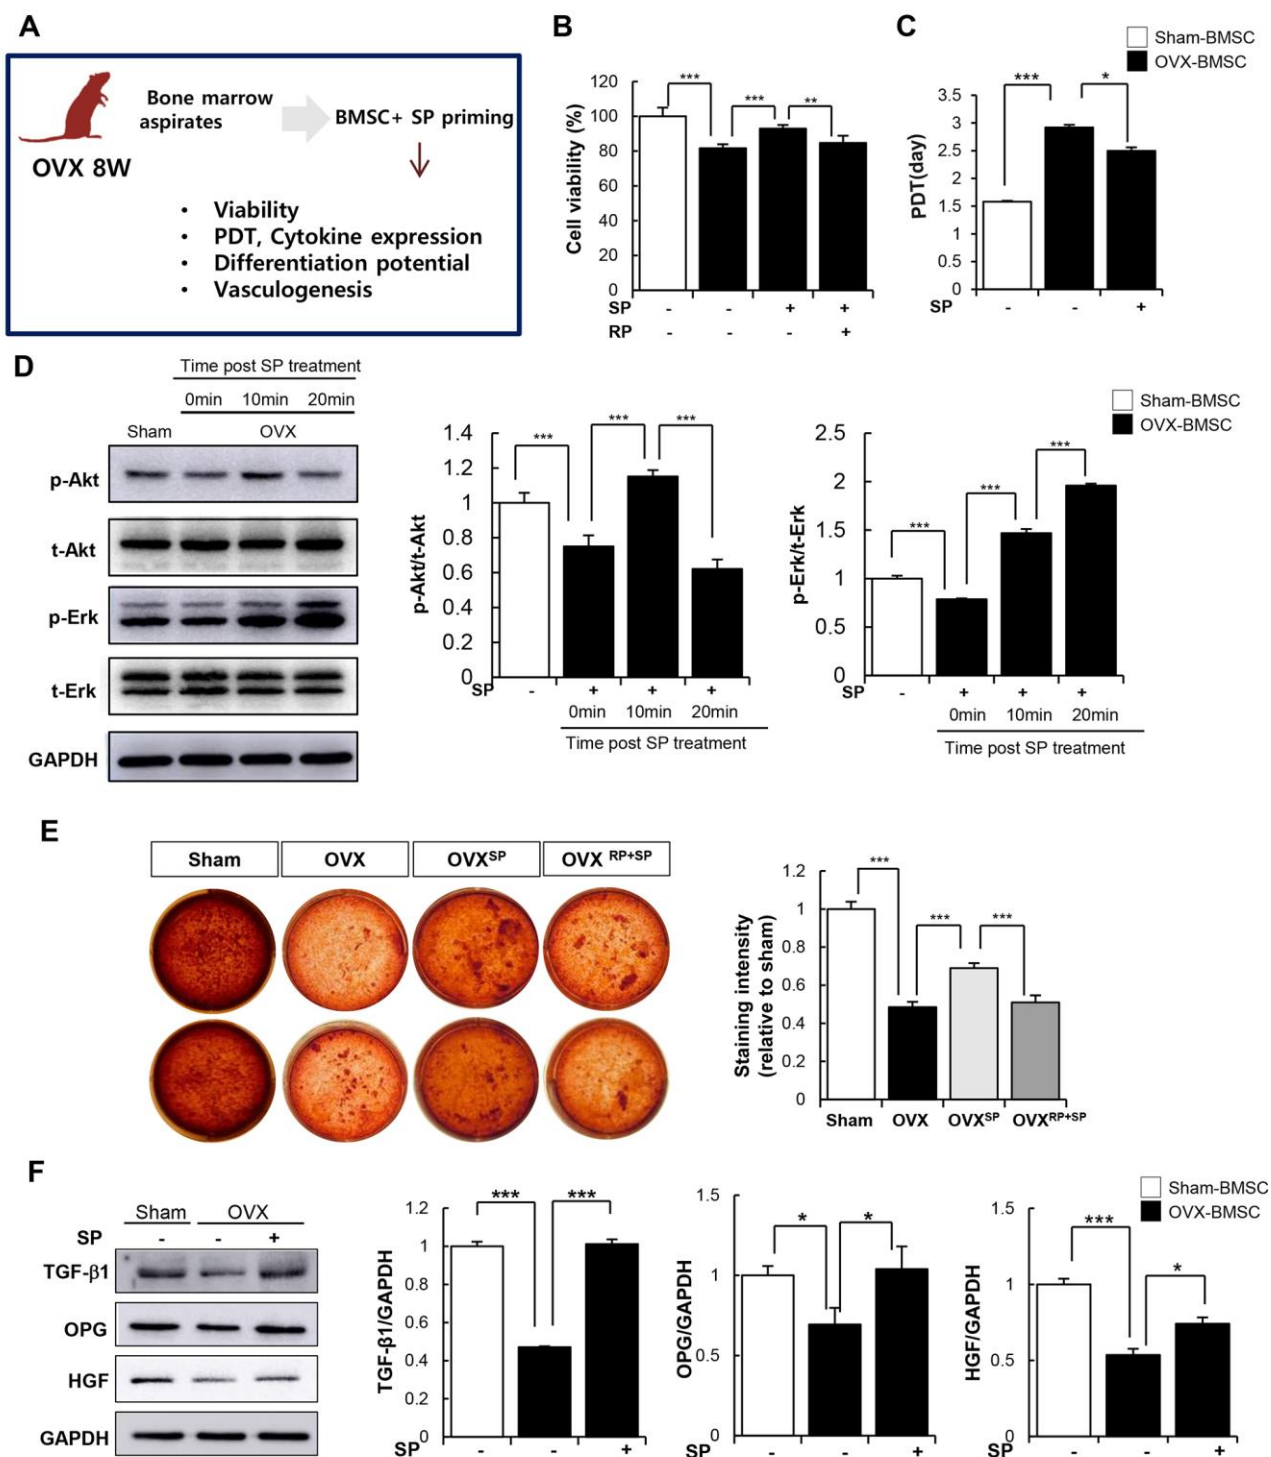 A
Bone marrow
aspirates
BMSC+ SP priming
OVX 8W
• Viability
• PDT, Cytokine expression
• Differentiation potential
• Vasculogenesis
B
Cell viability (%)
120
100
80
60
40
20
0
***
***
**
SP - - + +
RP - - - +
C
Sham-BMSC
OVX-BMSC
PDT(day)
3.5
3
2.5
2
1.5
1
0.5
0
***
*
SP - - +
D
Time post SP treatment
0min 10min 20min
Sham OVX
p-Akt
t-Akt
p-Erk
t-Erk
GAPDH
p-Akt/t-Akt
1.4
1.2
1
0.8
0.6
0.4
0.2
0
***
***
***
SP - + + +
0min 10min 20min
Time post SP treatment
Sham-BMSC
OVX-BMSC
p-Erk/t-Erk
2.5
2
1.5
1
0.5
0
***
***
***
SP - + + +
0min 10min 20min
Time post SP treatment
E
Sham OVX OVXSP OVX RP+SP
Staining intensity
(relative to sham)
1.2
1
0.8
0.6
0.4
0.2
0
***
***
***
Sham OVX OVXSP OVXRP+SP
F
Sham OVX
SP - - +
TGF-β1
OPG
HGF
GAPDH
TGF-β1/GAPDH
1.2
1
0.8
0.6
0.4
0.2
0
***
***
SP - - +
OPG/GAPDH
1.5
1
0.5
0
*
*
SP - - +
Sham-BMSC
OVX-BMSC
HGF/GAPDH
1.5
1
0.5
0
***
*
SP - - +